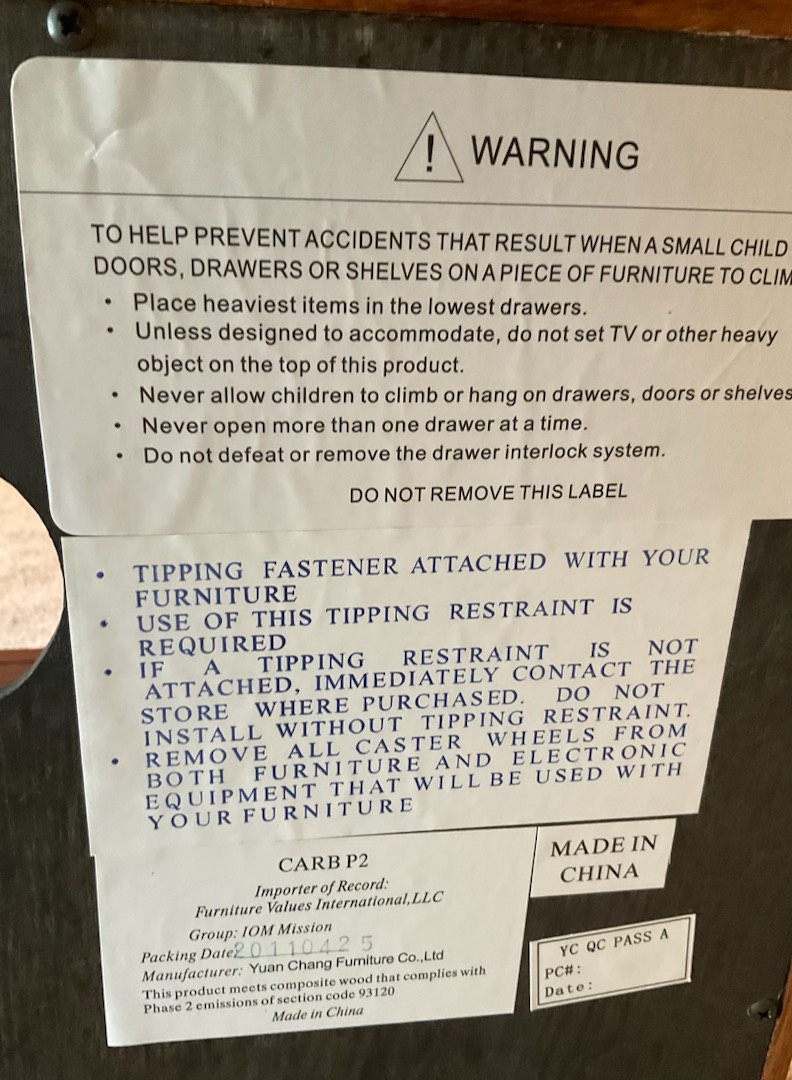 ! WARNING
TO HELP PREVENT ACCIDENTS THAT RESULT WHEN A SMALL CHILD
DOORS, DRAWERS OR SHELVES ON A PIECE OF FURNITURE TO CLIM
• Place heaviest items in the lowest drawers.
• Unless designed to accommodate, do not set TV or other heavy
object on the top of this product.
• Never allow children to climb or hang on drawers, doors or shelves
• Never open more than one drawer at a time.
• Do not defeat or remove the drawer interlock system.
DO NOT REMOVE THIS LABEL
• TIPPING FASTENER ATTACHED WITH YOUR
FURNITURE
• USE OF THIS TIPPING RESTRAINT IS
REQUIRED
• IF A TIPPING RESTRAINT IS NOT
ATTACHED, IMMEDIATELY CONTACT THE
STORE WHERE PURCHASED. DO NOT
INSTALL WITHOUT TIPPING RESTRAINT.
• REMOVE ALL CASTER WHEELS FROM
BOTH FURNITURE AND ELECTRONIC
EQUIPMENT THAT WILL BE USED WITH
YOUR FURNITURE
CARB P2
Importer of Record:
Furniture Values International,LLC
Group: IOM Mission
Packing Date: 20110425
Manufacturer: Yuan Chang Furniture Co.,Ltd
This product meets composite wood that complies with
Phase 2 emissions of section code 93120
Made in China
MADE IN
CHINA
YC QC PASS A
PC#:
Date: